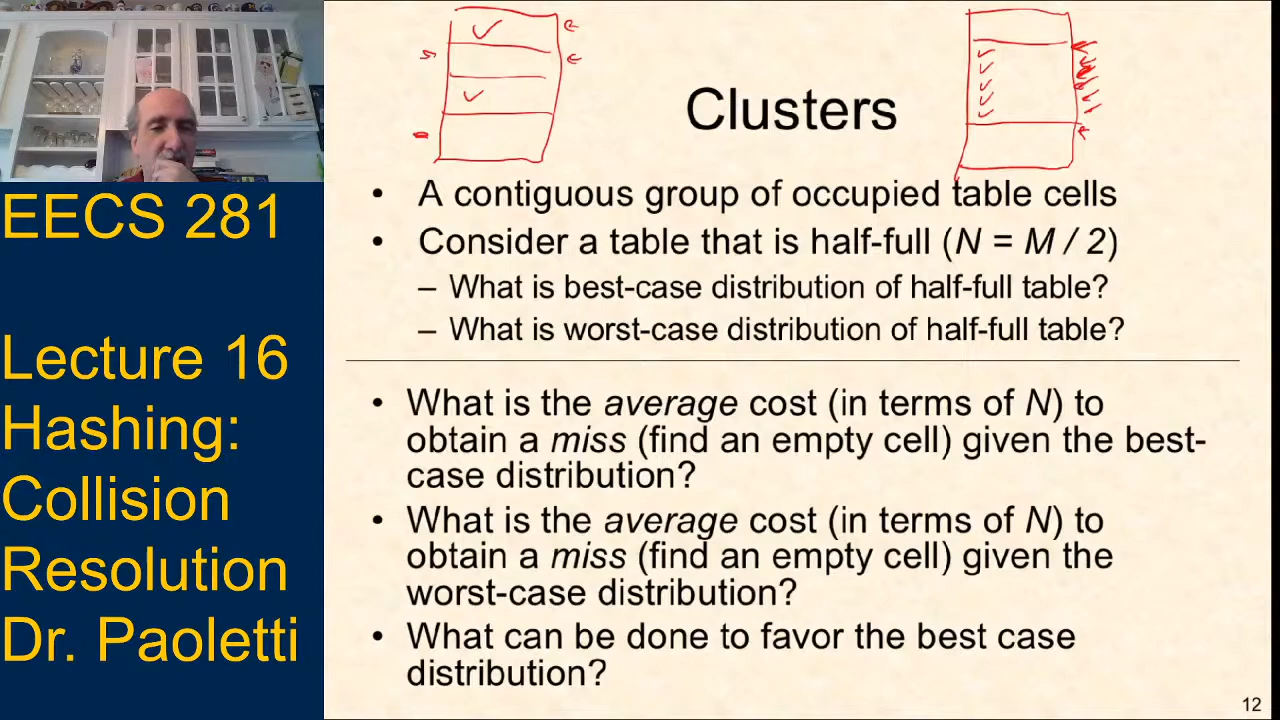 EECS 281
Lecture 16
Hashing:
Collision
Resolution
Dr. Paoletti
Clusters
• A contiguous group of occupied table cells
• Consider a table that is half-full (N = M / 2)
– What is best-case distribution of half-full table?
– What is worst-case distribution of half-full table?
• What is the average cost (in terms of N) to
obtain a miss (find an empty cell) given the best-
case distribution?
• What is the average cost (in terms of N) to
obtain a miss (find an empty cell) given the
worst-case distribution?
• What can be done to favor the best case
distribution?
12